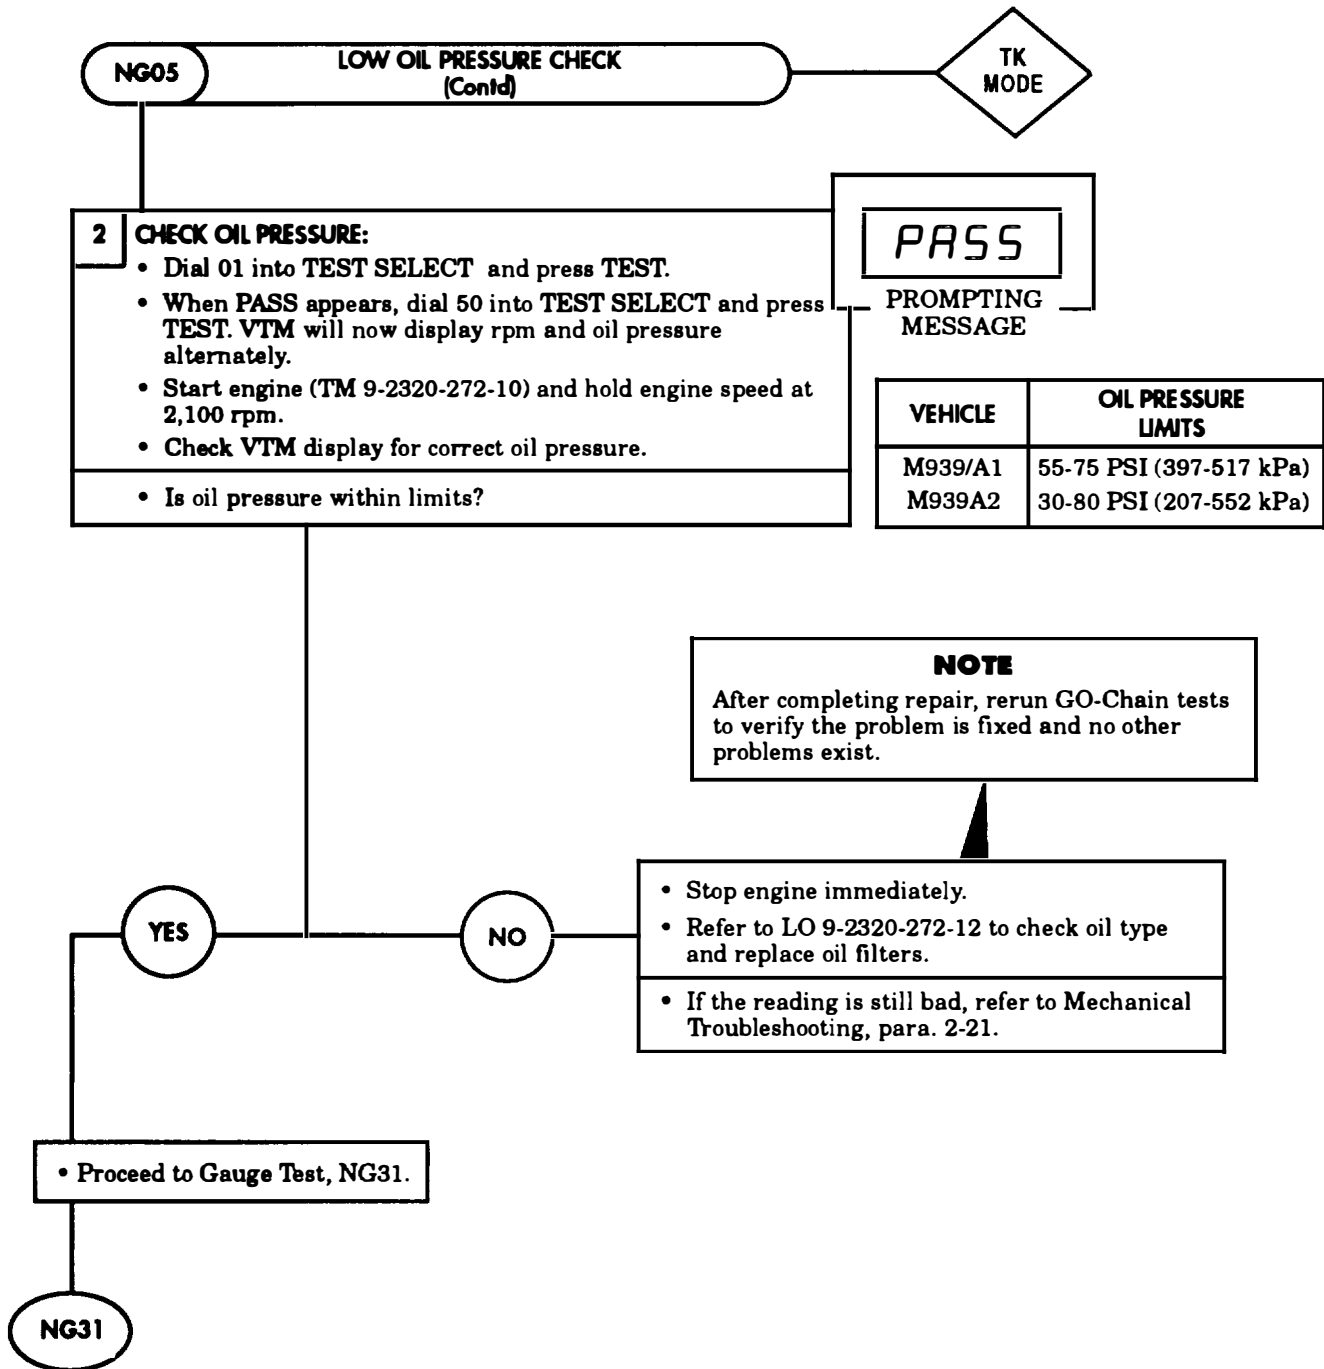 NG05
LOW OIL PRESSURE CHECK
(Contd)
TK
MODE
2
CHECK OIL PRESSURE:
• Dial 01 into TEST SELECT and press TEST.
• When PASS appears, dial 50 into TEST SELECT and press
TEST. VTM will now display rpm and oil pressure
alternately.
• Start engine (TM 9-2320-272-10) and hold engine speed at
2,100 rpm.
• Check VTM display for correct oil pressure.
• Is oil pressure within limits?
PASS
PROMPTING
MESSAGE
VEHICLE
OIL PRESSURE
LIMITS
M939/A1 55-75 PSI (397-517 kPa)
M939A2 30-80 PSI (207-552 kPa)
NOTE
After completing repair, rerun GO-Chain tests
to verify the problem is fixed and no other
problems exist.
YES
NO
• Stop engine immediately.
• Refer to LO 9-2320-272-12 to check oil type
and replace oil filters.
• If the reading is still bad, refer to Mechanical
Troubleshooting, para. 2-21.
• Proceed to Gauge Test, NG31.
NG31